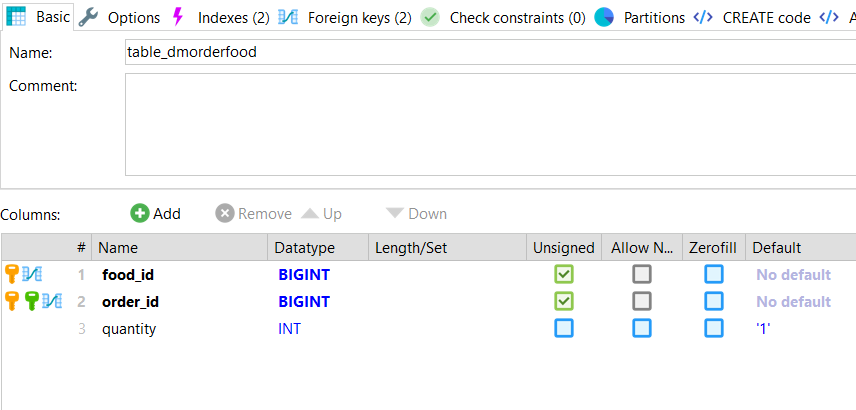 Basic Options Indexes (2) Foreign keys (2) Check constraints (0) Partitions CREATE code A
Name: table_dmorderfood
Comment:
Columns: Add Remove Up Down
# Name Datatype Length/Set Unsigned Allow N... Zerofill Default
1 food_id BIGINT No default
2 order_id BIGINT No default
3 quantity INT '1'